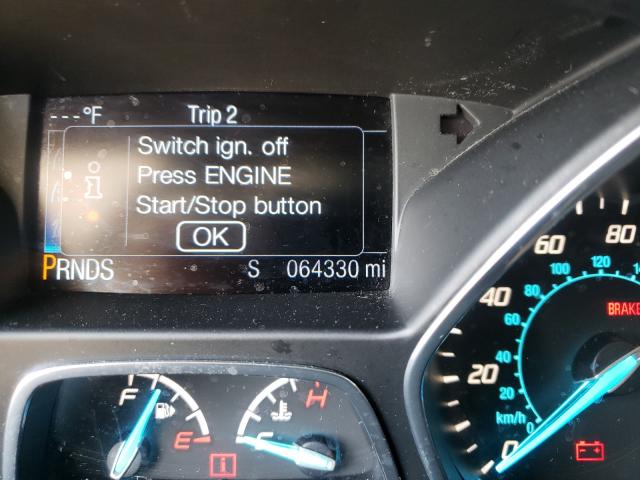 ---°F Trip 2
Switch ign. off
Press ENGINE
Start/Stop button
OK
PRNDS S 064330 mi
F E
C H
i
0 20 40 60 80
km/h 0 20 40 60 80 100 120
BRAKE